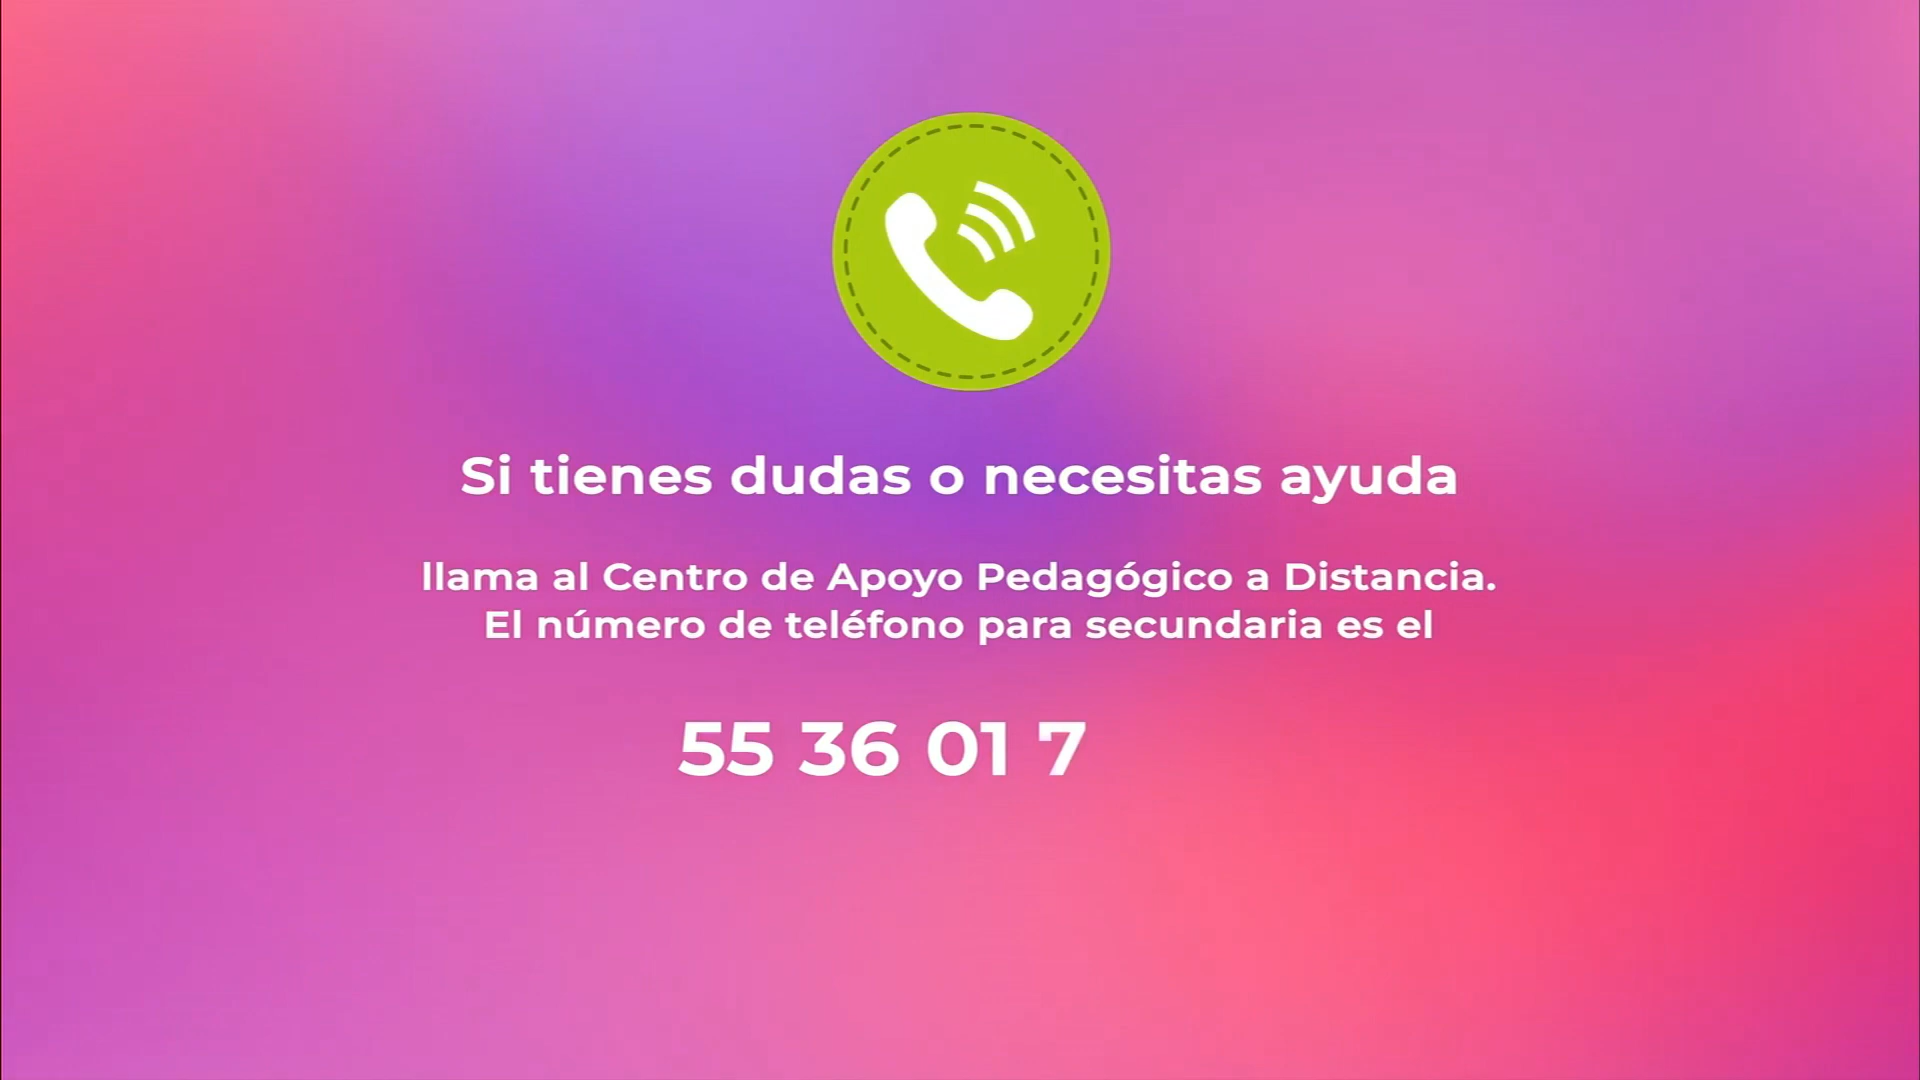 Si tienes dudas o necesitas ayuda
llama al Centro de Apoyo Pedagógico a Distancia.
El número de teléfono para secundaria es el
55 36 01 7